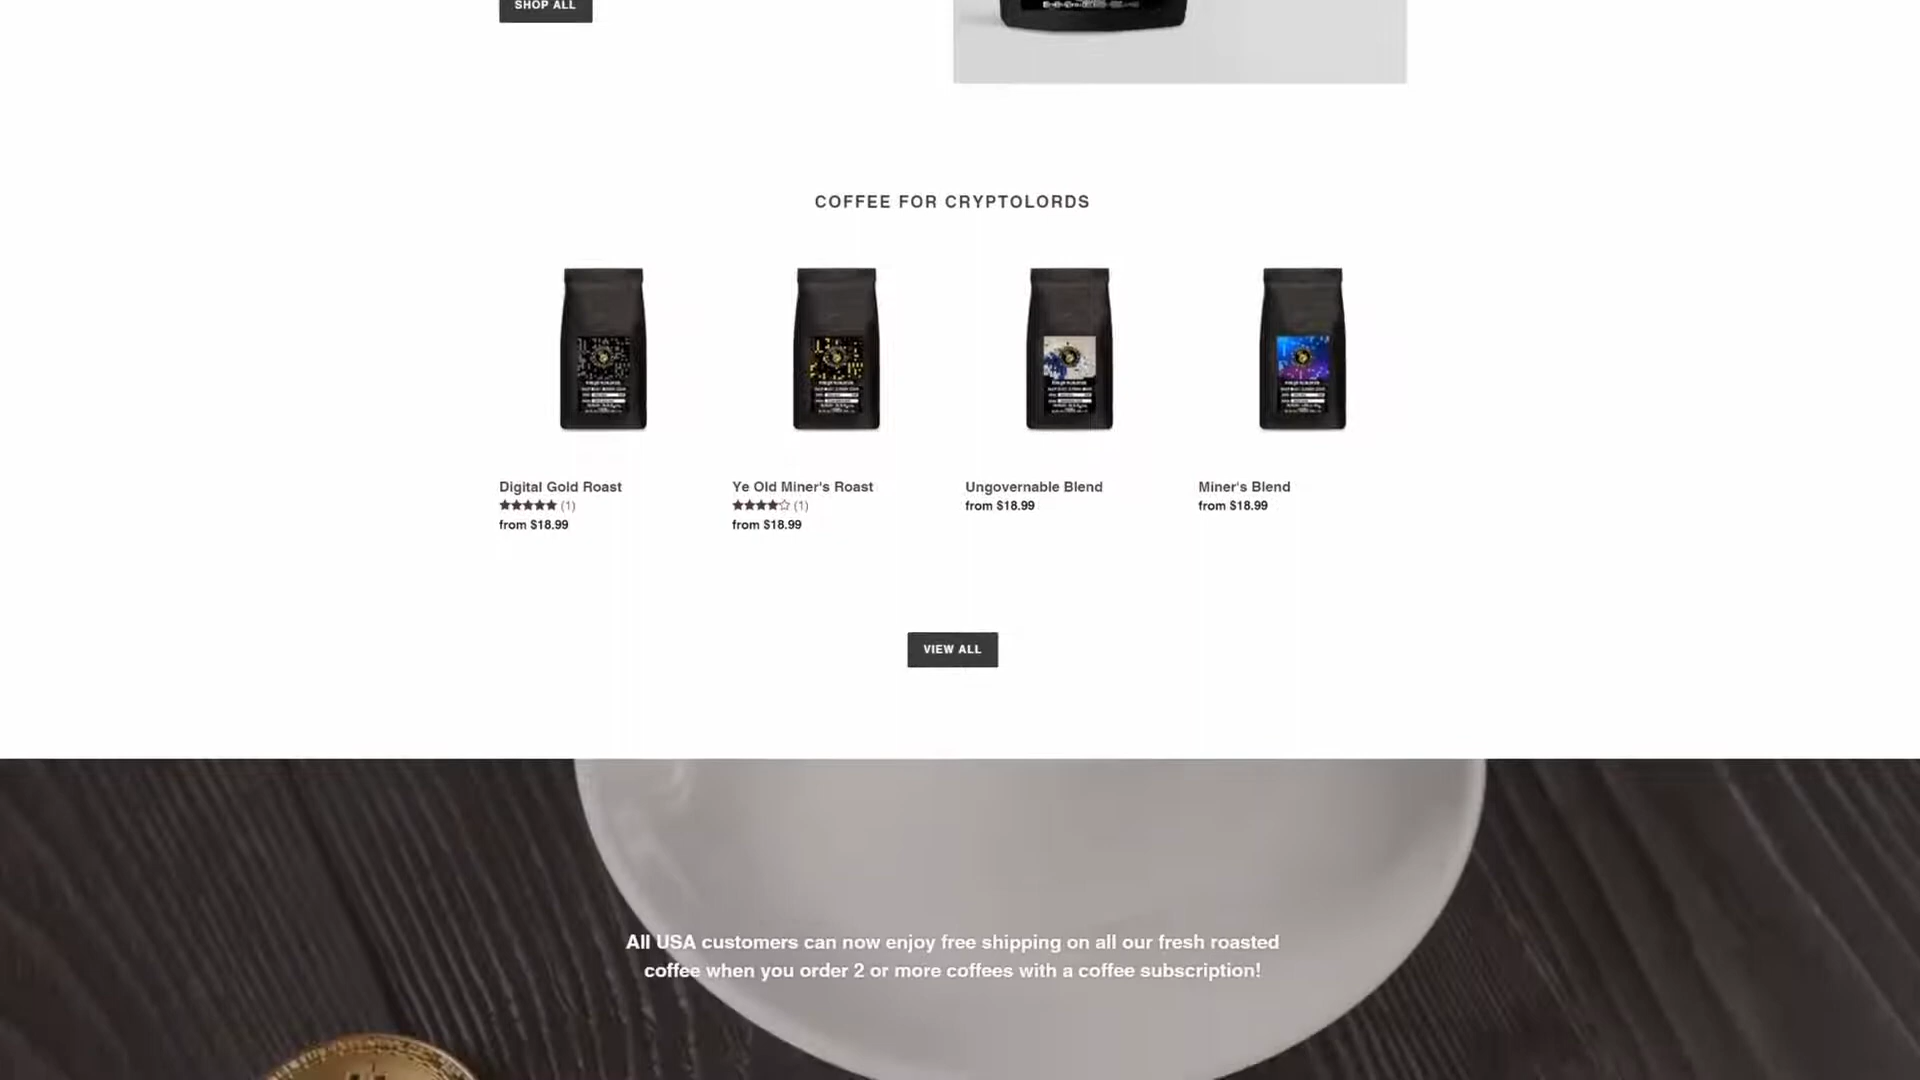 SHOP ALL
COFFEE FOR CRYPTOLORDS
Digital Gold Roast
(1)
from $18.99
Ye Old Miner's Roast
(1)
from $18.99
Ungovernable Blend
from $18.99
Miner's Blend
from $18.99
VIEW ALL
All USA customers can now enjoy free shipping on all our fresh roasted
coffee when you order 2 or more coffees with a coffee subscription!